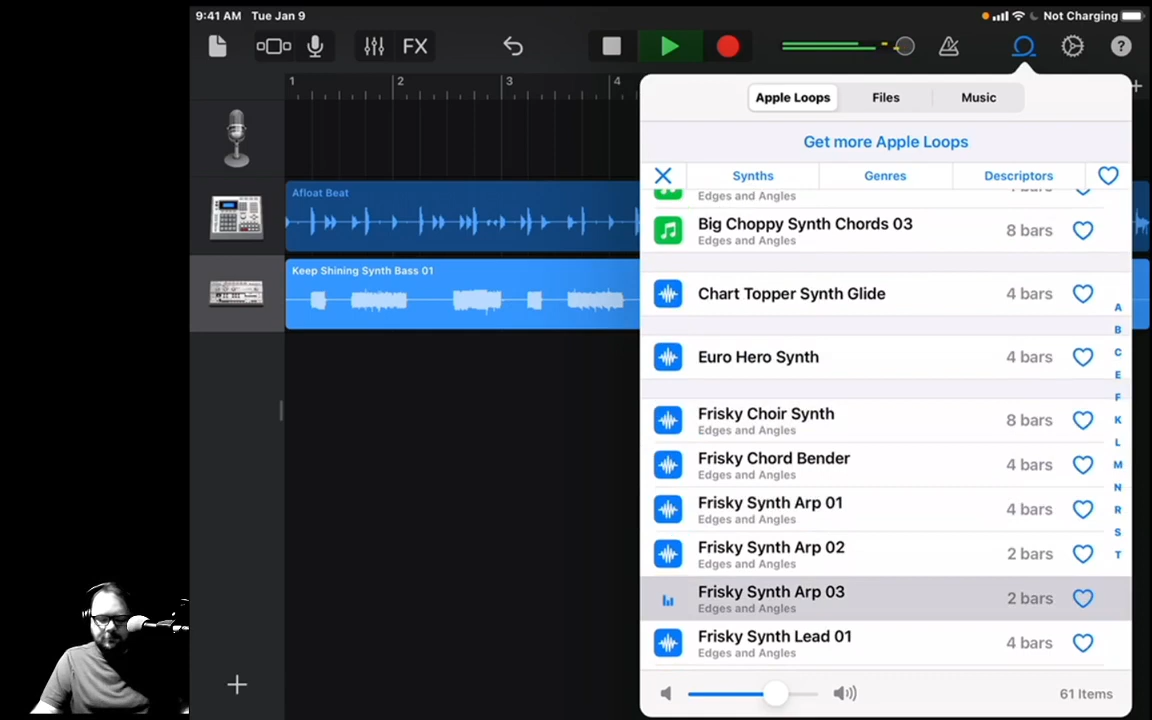 9:41 AM Tue Jan 9
Not Charging
FX
1 2 3 4
Apple Loops Files Music
Get more Apple Loops
Synths Genres Descriptors
Edges and Angles
Big Choppy Synth Chords 03
Edges and Angles
8 bars
Chart Topper Synth Glide 4 bars
Euro Hero Synth 4 bars
Frisky Choir Synth
Edges and Angles
8 bars
Frisky Chord Bender
Edges and Angles
4 bars
Frisky Synth Arp 01
Edges and Angles
4 bars
Frisky Synth Arp 02
Edges and Angles
2 bars
Frisky Synth Arp 03
Edges and Angles
2 bars
Frisky Synth Lead 01
Edges and Angles
4 bars
A
B
C
E
F
K
L
M
N
R
S
T
61 Items
Afloat Beat
Keep Shining Synth Bass 01